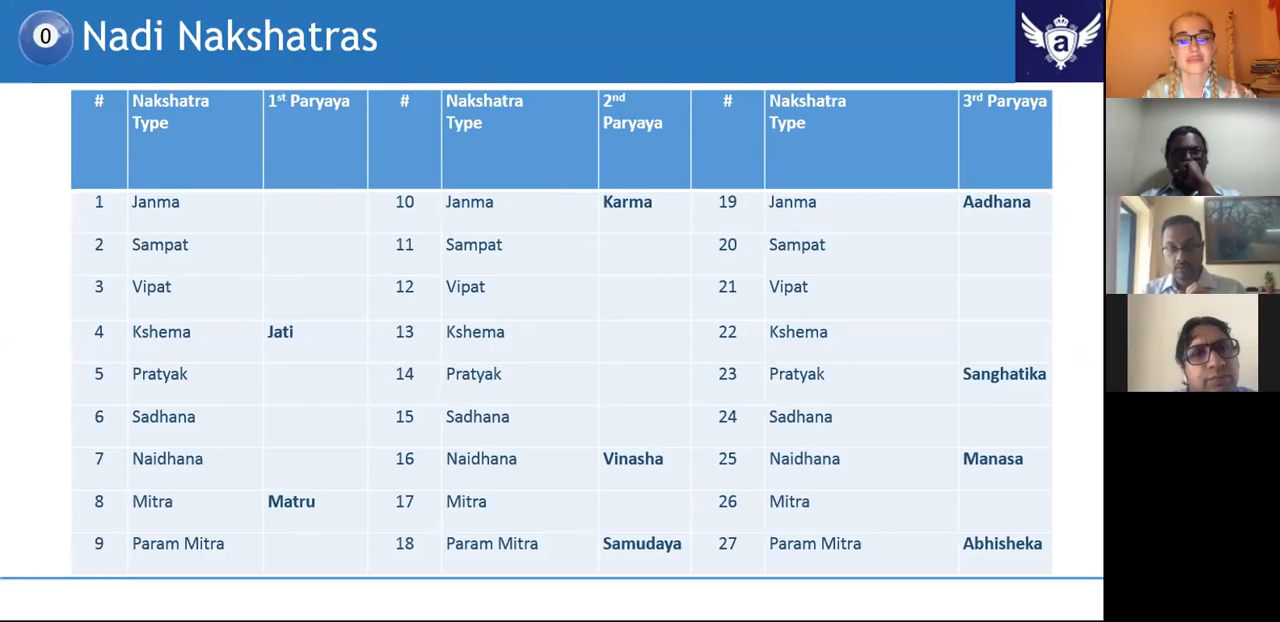 0
Nadi Nakshatras
a
# Nakshatra Type 1st Paryaya # Nakshatra Type 2nd Paryaya # Nakshatra Type 3rd Paryaya
1 Janma 10 Janma Karma 19 Janma Aadhana
2 Sampat 11 Sampat 20 Sampat
3 Vipat 12 Vipat 21 Vipat
4 Kshema Jati 13 Kshema 22 Kshema
5 Pratyak 14 Pratyak 23 Pratyak Sanghatika
6 Sadhana 15 Sadhana 24 Sadhana
7 Naidhana 16 Naidhana Vinasha 25 Naidhana Manasa
8 Mitra Matru 17 Mitra 26 Mitra
9 Param Mitra 18 Param Mitra Samudaya 27 Param Mitra Abhisheka